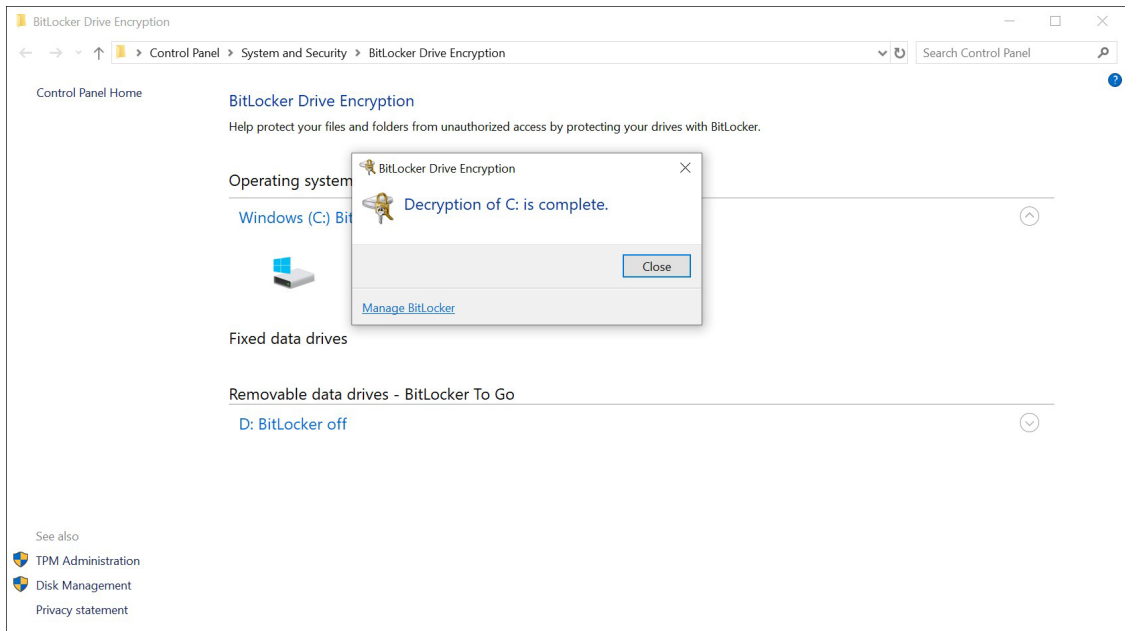 BitLocker Drive Encryption
Control Panel > System and Security > BitLocker Drive Encryption
Search Control Panel
?
Control Panel Home
BitLocker Drive Encryption
Help protect your files and folders from unauthorized access by protecting your drives with BitLocker.
Operating system
Windows (C:) Bit
BitLocker Drive Encryption
Decryption of C: is complete.
Close
Manage BitLocker
Fixed data drives
Removable data drives - BitLocker To Go
D: BitLocker off
See also
TPM Administration
Disk Management
Privacy statement